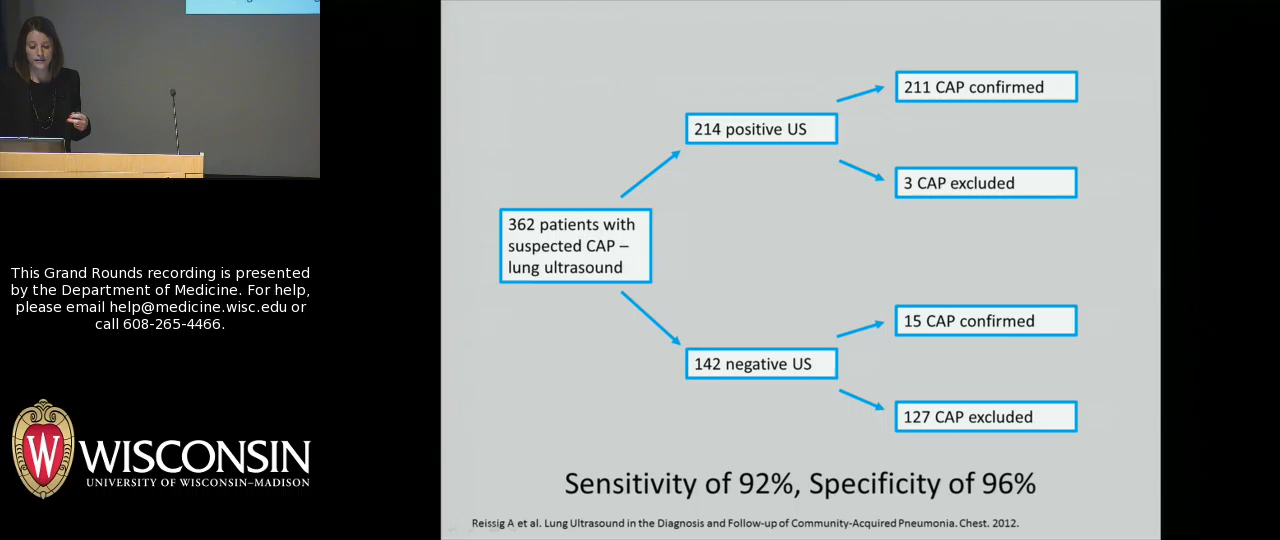 This Grand Rounds recording is presented
by the Department of Medicine. For help,
please email help@medicine.wisc.edu or
call 608-265-4466.
W
WISCONSIN
UNIVERSITY OF WISCONSIN–MADISON
362 patients with
suspected CAP –
lung ultrasound
214 positive US
211 CAP confirmed
3 CAP excluded
142 negative US
15 CAP confirmed
127 CAP excluded
Sensitivity of 92%, Specificity of 96%
Reissig A et al. Lung Ultrasound in the Diagnosis and Follow-up of Community-Acquired Pneumonia. Chest. 2012.